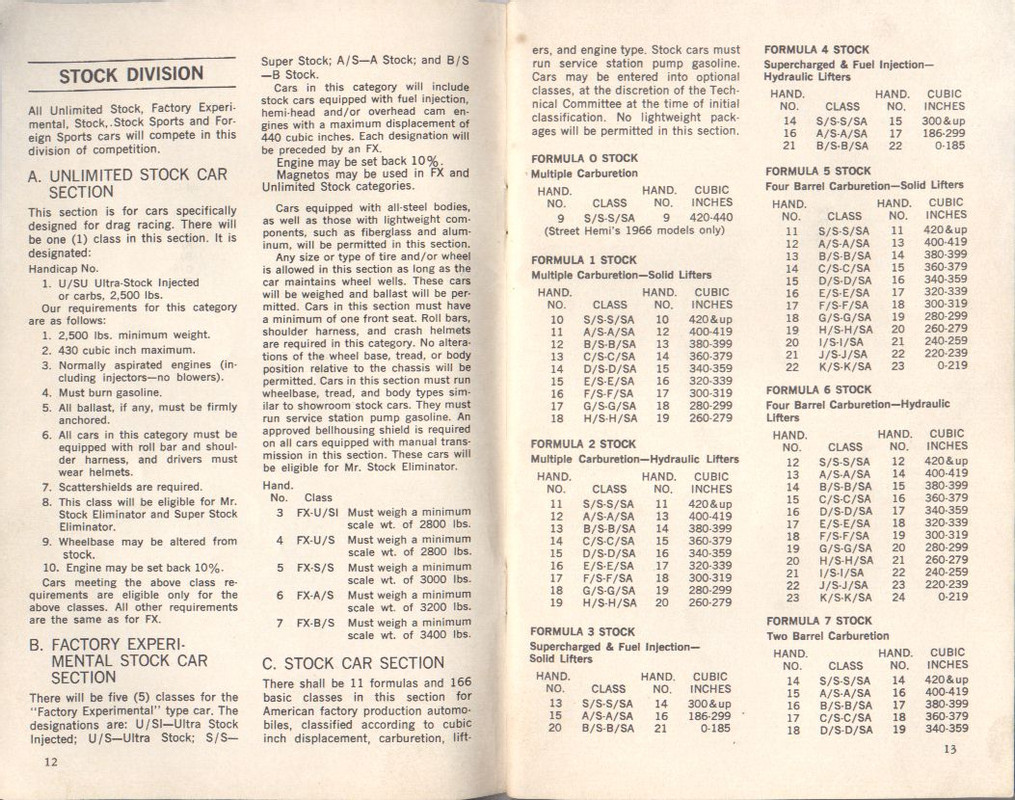 STOCK DIVISION
All Unlimited Stock, Factory Experi-
mental, Stock,.Stock Sports and For-
eign Sports cars will compete in this
division of competition.
A. UNLIMITED STOCK CAR
SECTION
This section is for cars specifically
designed for drag racing. There will
be one (1) class in this section. It is
designated:
Handicap No.
1. U/SU Ultra-Stock Injected
or carbs, 2,500 lbs.
Our requirements for this category
are as follows:
1. 2,500 lbs. minimum weight.
2. 430 cubic inch maximum.
3. Normally aspirated engines (in-
cluding injectors—no blowers).
4. Must burn gasoline.
5. All ballast, if any, must be firmly
anchored.
6. All cars in this category must be
equipped with roll bar and shoul-
der harness, and drivers must
wear helmets.
7. Scattershields are required.
8. This class will be eligible for Mr.
Stock Eliminator and Super Stock
Eliminator.
9. Wheelbase may be altered from
stock.
10. Engine may be set back 10%.
Cars meeting the above class re-
quirements are eligible only for the
above classes. All other requirements
are the same as for FX.
B. FACTORY EXPERI-
MENTAL STOCK CAR
SECTION
There will be five (5) classes for the
"Factory Experimental" type car. The
designations are: U/SI—Ultra Stock
Injected; U/S—Ultra Stock; S/S—
12
Super Stock; A/S—A Stock; and B/S
—B Stock.
Cars in this category will include
stock cars equipped with fuel injection,
hemi-head and/or overhead cam en-
gines with a maximum displacement of
440 cubic inches. Each designation will
be preceded by an FX.
Engine may be set back 10%.
Magnetos may be used in FX and
Unlimited Stock categories.
Cars equipped with all-steel bodies,
as well as those with lightweight com-
ponents, such as fiberglass and alum-
inum, will be permitted in this section.
Any size or type of tire and/or wheel
is allowed in this section as long as the
car maintains wheel wells. These cars
will be weighed and ballast will be per-
mitted. Cars in this section must have
a minimum of one front seat. Roll bars,
shoulder harness, and crash helmets
are required in this category. No altera-
tions of the wheel base, tread, or body
position relative to the chassis will be
permitted. Cars in this section must run
wheelbase, tread, and body types sim-
ilar to showroom stock cars. They must
run service station pump gasoline. An
approved bellhousing shield is required
on all cars equipped with manual trans-
mission in this section. These cars will
be eligible for Mr. Stock Eliminator.
Hand.
No. Class
3 FX-U/SI Must weigh a minimum
scale wt. of 2800 lbs.
4 FX-U/S Must weigh a minimum
scale wt. of 2800 lbs.
5 FX-S/S Must weigh a minimum
scale wt. of 3000 lbs.
6 FX-A/S Must weigh a minimum
scale wt. of 3200 lbs.
7 FX-B/S Must weigh a minimum
scale wt. of 3400 lbs.
C. STOCK CAR SECTION
There shall be 11 formulas and 166
basic classes in this section for
American factory production automo-
biles, classified according to cubic
inch displacement, carburetion, lift-
ers, and engine type. Stock cars must
run service station pump gasoline.
Cars may be entered into optional
classes, at the discretion of the Tech-
nical Committee at the time of initial
classification. No lightweight pack-
ages will be permitted in this section.
FORMULA O STOCK
Multiple Carburetion
HAND. HAND. CUBIC
NO. CLASS NO. INCHES
9 S/S-S/SA 9 420-440
(Street Hemi's 1966 models only)
FORMULA 1 STOCK
Multiple Carburetion—Solid Lifters
HAND. HAND. CUBIC
NO. CLASS NO. INCHES
10 S/S-S/SA 10 420&up
11 A/S-A/SA 12 400-419
12 B/S-B/SA 13 380-399
13 C/S-C/SA 14 360-379
14 D/S-D/SA 15 340-359
15 E/S-E/SA 16 320-339
16 F/S-F/SA 17 300-319
17 G/S-G/SA 18 280-299
18 H/S-H/SA 19 260-279
FORMULA 2 STOCK
Multiple Carburetion—Hydraulic Lifters
HAND. HAND. CUBIC
NO. CLASS NO. INCHES
11 S/S-S/SA 11 420&up
12 A/S-A/SA 13 400-419
13 B/S-B/SA 14 380-399
14 C/S-C/SA 15 360-379
15 D/S-D/SA 16 340-359
16 E/S-E/SA 17 320-339
17 F/S-F/SA 18 300-319
18 G/S-G/SA 19 280-299
19 H/S-H/SA 20 260-279
FORMULA 3 STOCK
Supercharged & Fuel Injection—
Solid Lifters
HAND. HAND. CUBIC
NO. CLASS NO. INCHES
13 S/S-S/SA 14 300&up
15 A/S-A/SA 16 186-299
20 B/S-B/SA 21 0-185
FORMULA 4 STOCK
Supercharged & Fuel Injection—
Hydraulic Lifters
HAND. HAND. CUBIC
NO. CLASS NO. INCHES
14 S/S-S/SA 15 300&up
16 A/S-A/SA 17 186-299
21 B/S-B/SA 22 0-185
FORMULA 5 STOCK
Four Barrel Carburetion—Solid Lifters
HAND. HAND. CUBIC
NO. CLASS NO. INCHES
11 S/S-S/SA 11 420&up
12 A/S-A/SA 13 400-419
13 B/S-B/SA 14 380-399
14 C/S-C/SA 15 360-379
15 D/S-D/SA 16 340-359
16 E/S-E/SA 17 320-339
17 F/S-F/SA 18 300-319
18 G/S-G/SA 19 280-299
19 H/S-H/SA 20 260-279
20 I/S-I/SA 21 240-259
21 J/S-J/SA 22 220-239
22 K/S-K/SA 23 0-219
FORMULA 6 STOCK
Four Barrel Carburetion—Hydraulic
Lifters
HAND. HAND. CUBIC
NO. CLASS NO. INCHES
12 S/S-S/SA 12 420&up
13 A/S-A/SA 14 400-419
14 B/S-B/SA 15 380-399
15 C/S-C/SA 16 360-379
16 D/S-D/SA 17 340-359
17 E/S-E/SA 18 320-339
18 F/S-F/SA 19 300-319
19 G/S-G/SA 20 280-299
20 H/S-H/SA 21 260-279
21 I/S-I/SA 22 240-259
22 J/S-J/SA 23 220-239
23 K/S-K/SA 24 0-219
FORMULA 7 STOCK
Two Barrel Carburetion
HAND. HAND. CUBIC
NO. CLASS NO. INCHES
14 S/S-S/SA 14 420&up
15 A/S-A/SA 16 400-419
16 B/S-B/SA 17 380-399
17 C/S-C/SA 18 360-379
18 D/S-D/SA 19 340-359
13